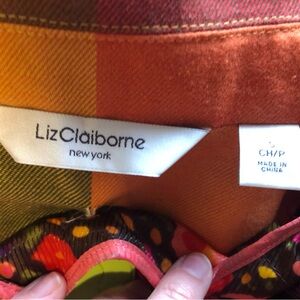 LizClaiborne
new york
CH/P
MADE IN
CHINA